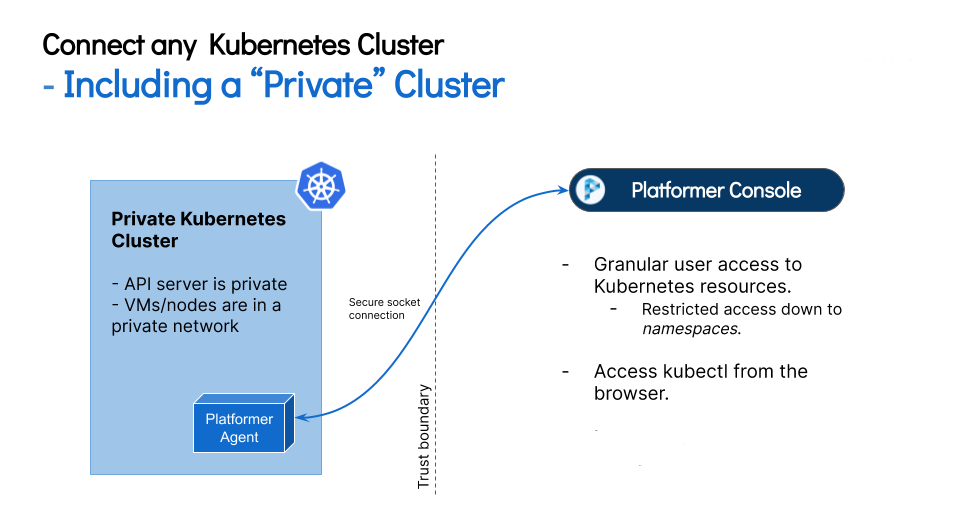 Connect any Kubernetes Cluster
- Including a “Private” Cluster
Private Kubernetes
Cluster
- API server is private
- VMs/nodes are in a
private network
Platformer
Agent
Secure socket
connection
Trust boundary
Platformer Console
- Granular user access to
Kubernetes resources.
- Restricted access down to
namespaces.
- Access kubectl from the
browser.